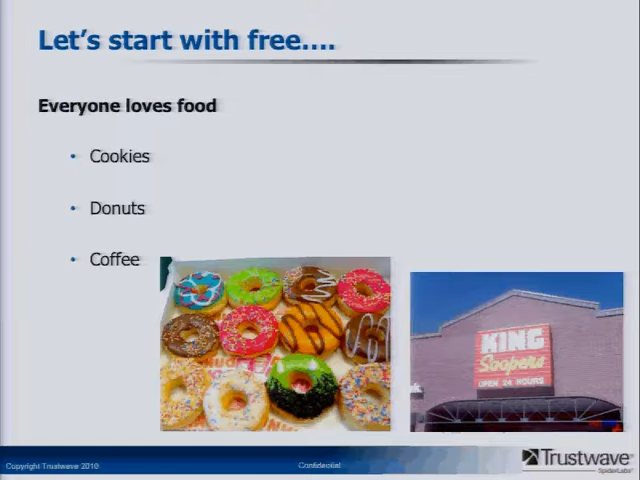 Let's start with free....
Everyone loves food
• Cookies
• Donuts
• Coffee
KING
Soopers
OPEN 24 HOURS
Copyright Trustwave 2010
Confidential
Trustwave®
SpiderLabs®